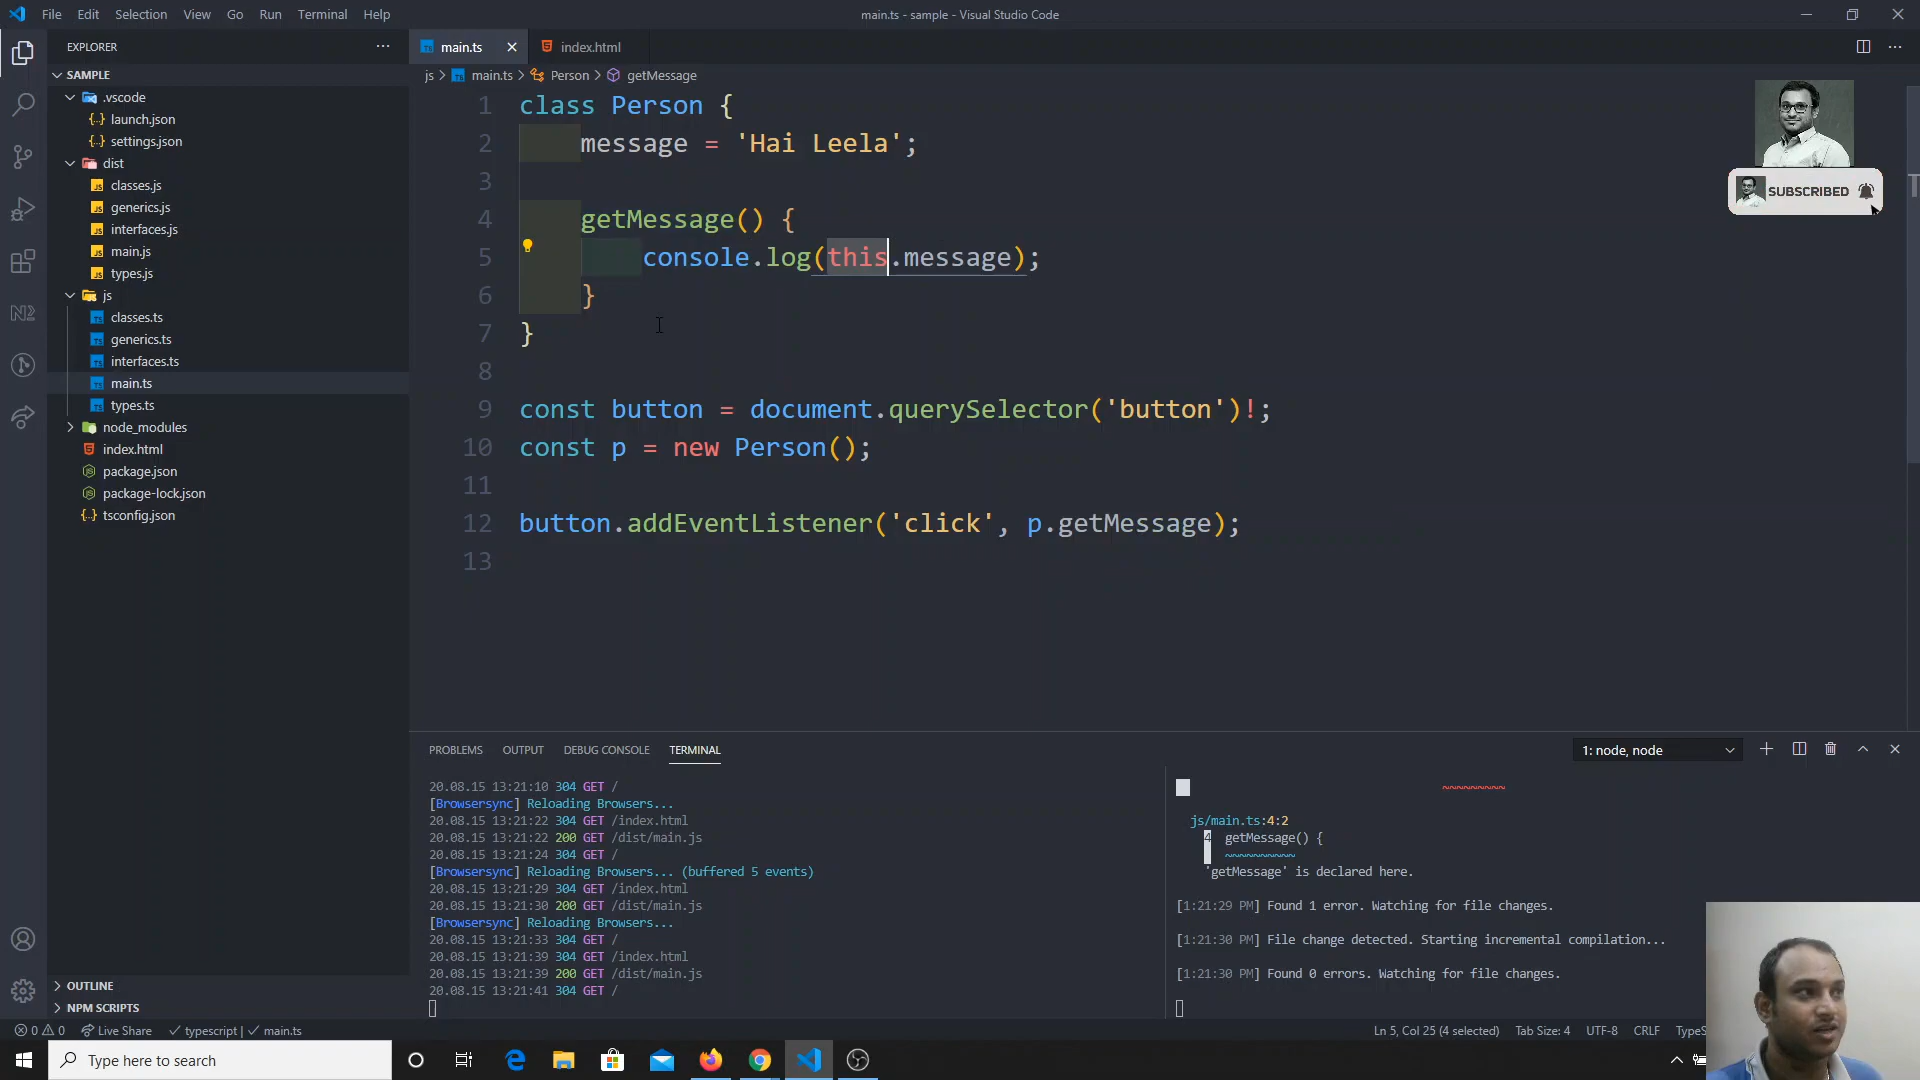 File Edit Selection View Go Run Terminal Help
main.ts - sample - Visual Studio Code
EXPLORER
SAMPLE
.vscode
launch.json
settings.json
dist
classes.js
generics.js
interfaces.js
main.js
types.js
js
classes.ts
generics.ts
interfaces.ts
main.ts
types.ts
node_modules
index.html
package.json
package-lock.json
tsconfig.json
OUTLINE
NPM SCRIPTS
main.ts
index.html
js > main.ts > Person > getMessage
1 class Person {
2 message = 'Hai Leela';
3
4 getMessage() {
5 console.log(this.message);
6 }
7 }
8
9 const button = document.querySelector('button')!;
10 const p = new Person();
11
12 button.addEventListener('click', p.getMessage);
13
SUBSCRIBED
PROBLEMS OUTPUT DEBUG CONSOLE TERMINAL
1: node, node
20.08.15 13:21:10 304 GET /
[Browsersync] Reloading Browsers...
20.08.15 13:21:22 304 GET /index.html
20.08.15 13:21:22 200 GET /dist/main.js
20.08.15 13:21:24 304 GET /
[Browsersync] Reloading Browsers... (buffered 5 events)
20.08.15 13:21:29 304 GET /index.html
20.08.15 13:21:30 200 GET /dist/main.js
[Browsersync] Reloading Browsers...
20.08.15 13:21:33 304 GET /
20.08.15 13:21:39 304 GET /index.html
20.08.15 13:21:39 200 GET /dist/main.js
20.08.15 13:21:41 304 GET /
js/main.ts:4:2
4 getMessage() {
~~~~~~~~~~
'getMessage' is declared here.
[1:21:29 PM] Found 1 error. Watching for file changes.
[1:21:30 PM] File change detected. Starting incremental compilation...
[1:21:30 PM] Found 0 errors. Watching for file changes.
0 0 Live Share typescript | main.ts
Ln 5, Col 25 (4 selected) Tab Size: 4 UTF-8 CRLF
Type here to search